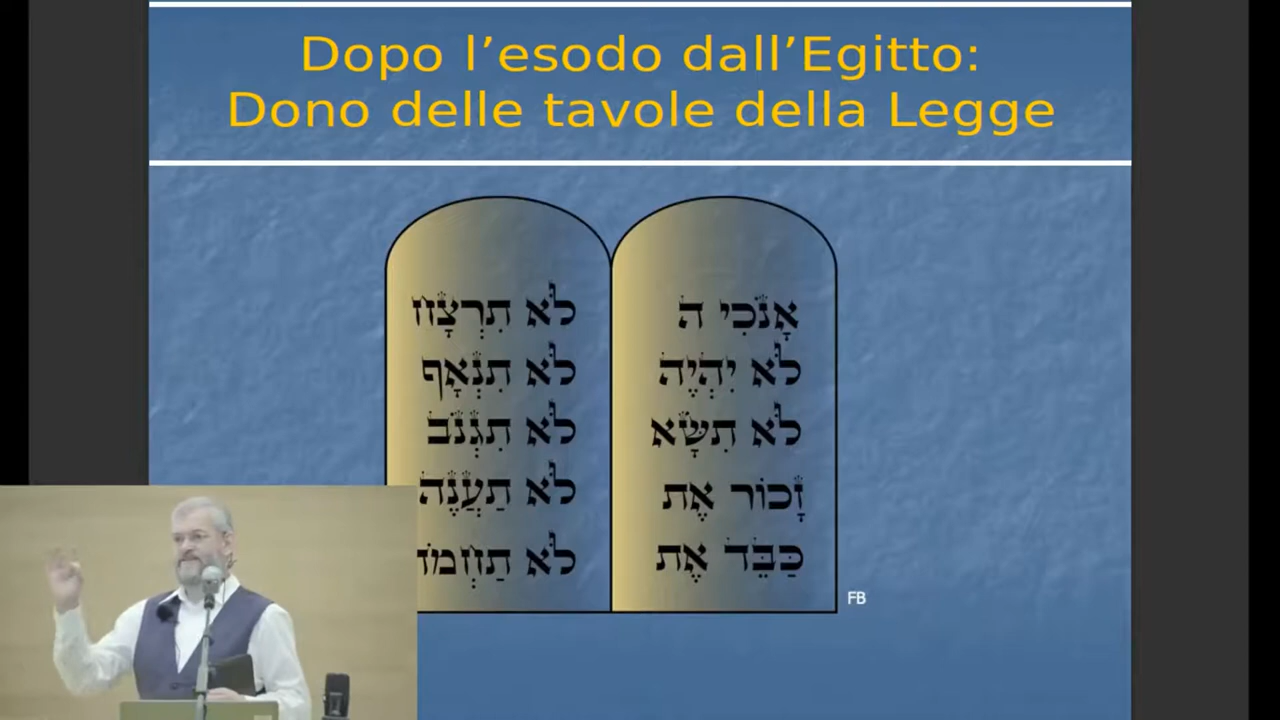 Dopo l’esodo dall’Egitto:
Dono delle tavole della Legge
אָנֹכִי ה
לֹא יִהְיֶה
לֹא תִשָּׂא
זָכוֹר אֶת
כַּבֵּד אֶת
לֹא תִרְצָח
לֹא תִנְאָף
לֹא תִגְנֹב
לֹא תַעֲנֶה
לֹא תַחְמֹד
FB